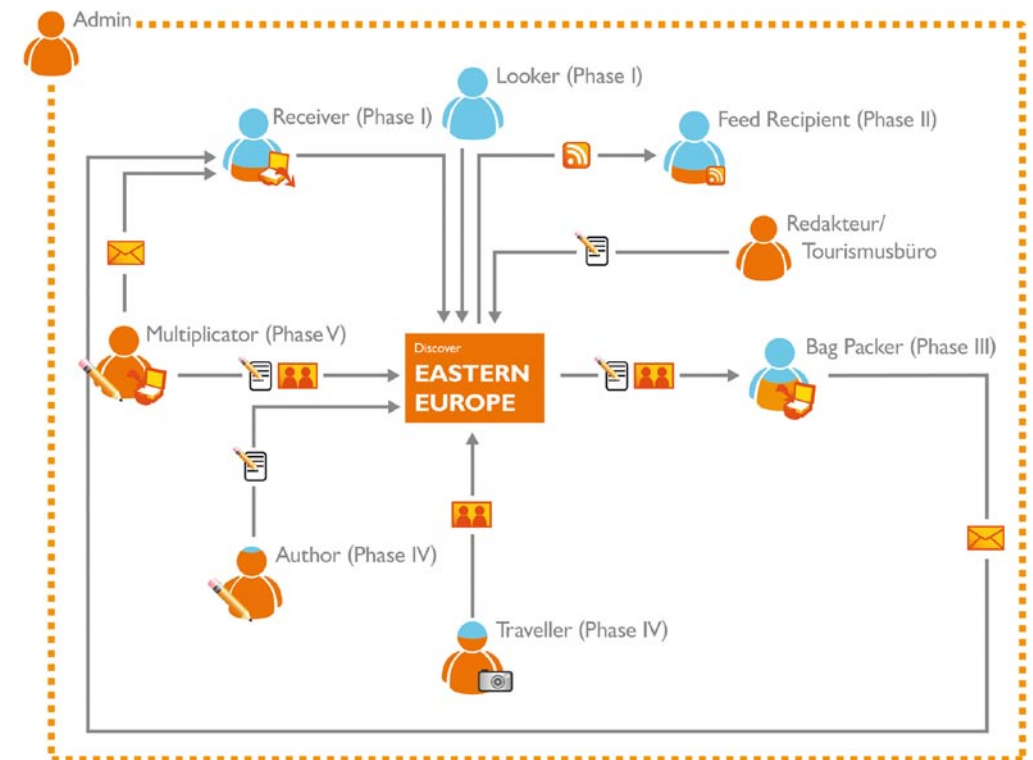 Admin
Looker (Phase I)
Receiver (Phase I)
Feed Recipient (Phase II)
Redakteur/
Tourismusbüro
Multiplicator (Phase V)
Discover
EASTERN
EUROPE
Bag Packer (Phase III)
Author (Phase IV)
Traveller (Phase IV)